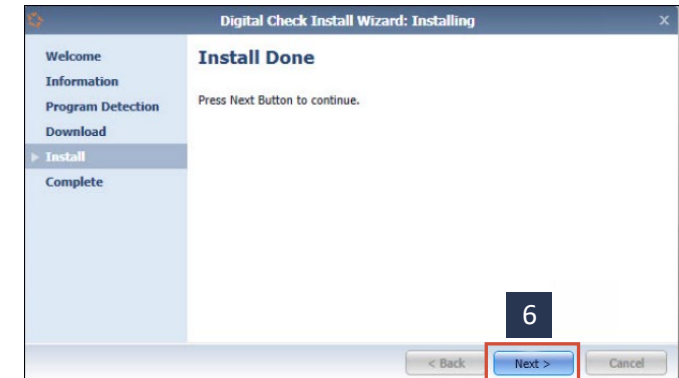 Digital Check Install Wizard: Installing x
Welcome
Information
Program Detection
Download
Install
Complete
Install Done
Press Next Button to continue.
6
< Back Next > Cancel